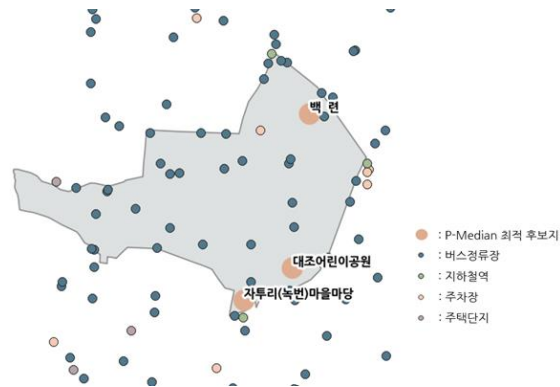 백 련
대조어린이공원
자투리(녹번)마을마당
: P-Median 최적 후보지
: 버스정류장
: 지하철역
: 주차장
: 주택단지